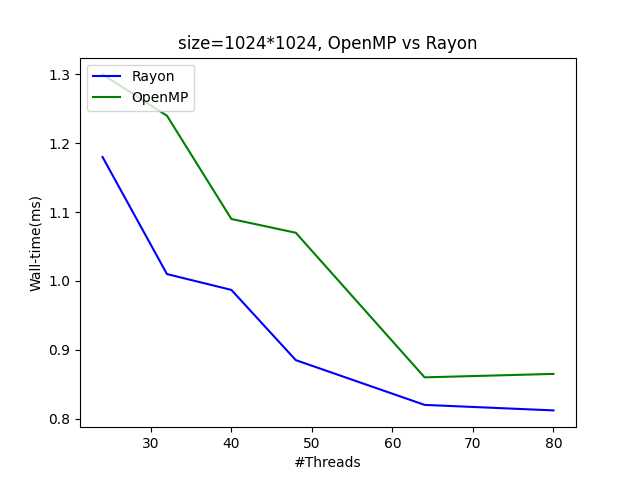 size=1024*1024, OpenMP vs Rayon
Rayon
OpenMP
1.3
1.2
1.1
1.0
0.9
0.8
Wall-time(ms)
30 40 50 60 70 80
#Threads